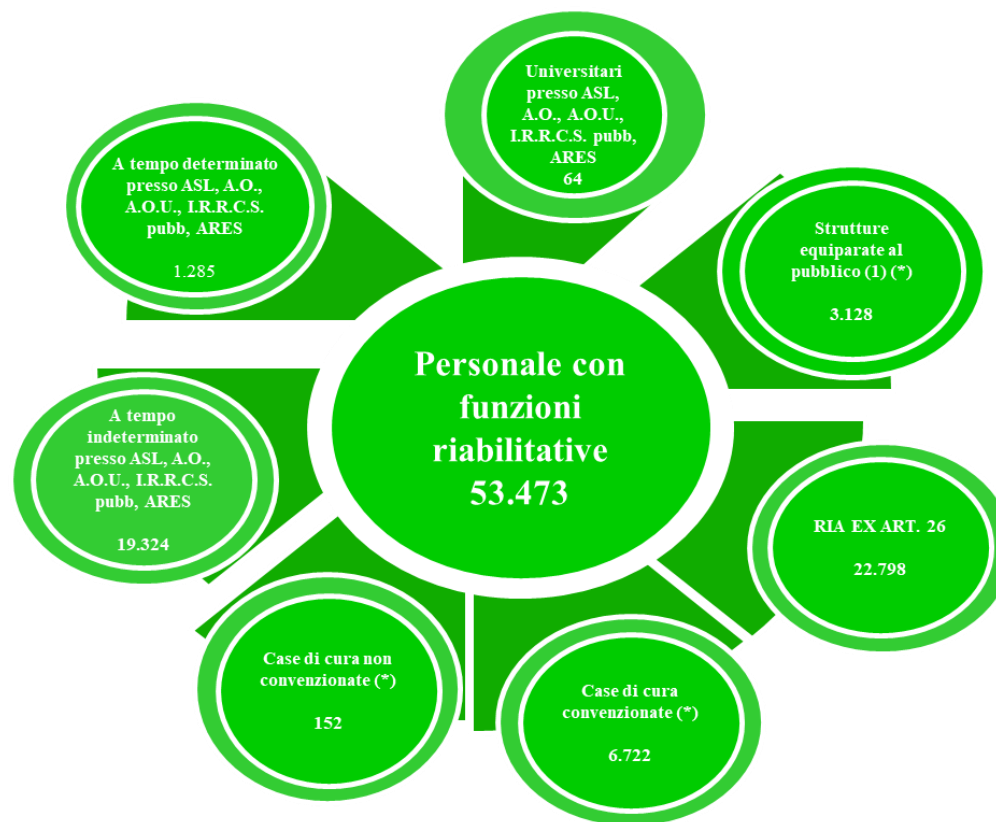 Universitari
presso ASL,
A.O., A.O.U.,
I.R.R.C.S. pubb,
ARES
64
A tempo determinato
presso ASL, A.O.,
A.O.U., I.R.R.C.S.
pubb, ARES
1.285
Strutture
equiparate al
pubblico (1) (*)
3.128
Personale con
funzioni
riabilitative
53.473
A tempo
indeterminato
presso ASL, A.O.,
A.O.U., I.R.R.C.S.
pubb, ARES
19.324
RIA EX ART. 26
22.798
Case di cura non
convenzionate (*)
152
Case di cura
convenzionate (*)
6.722